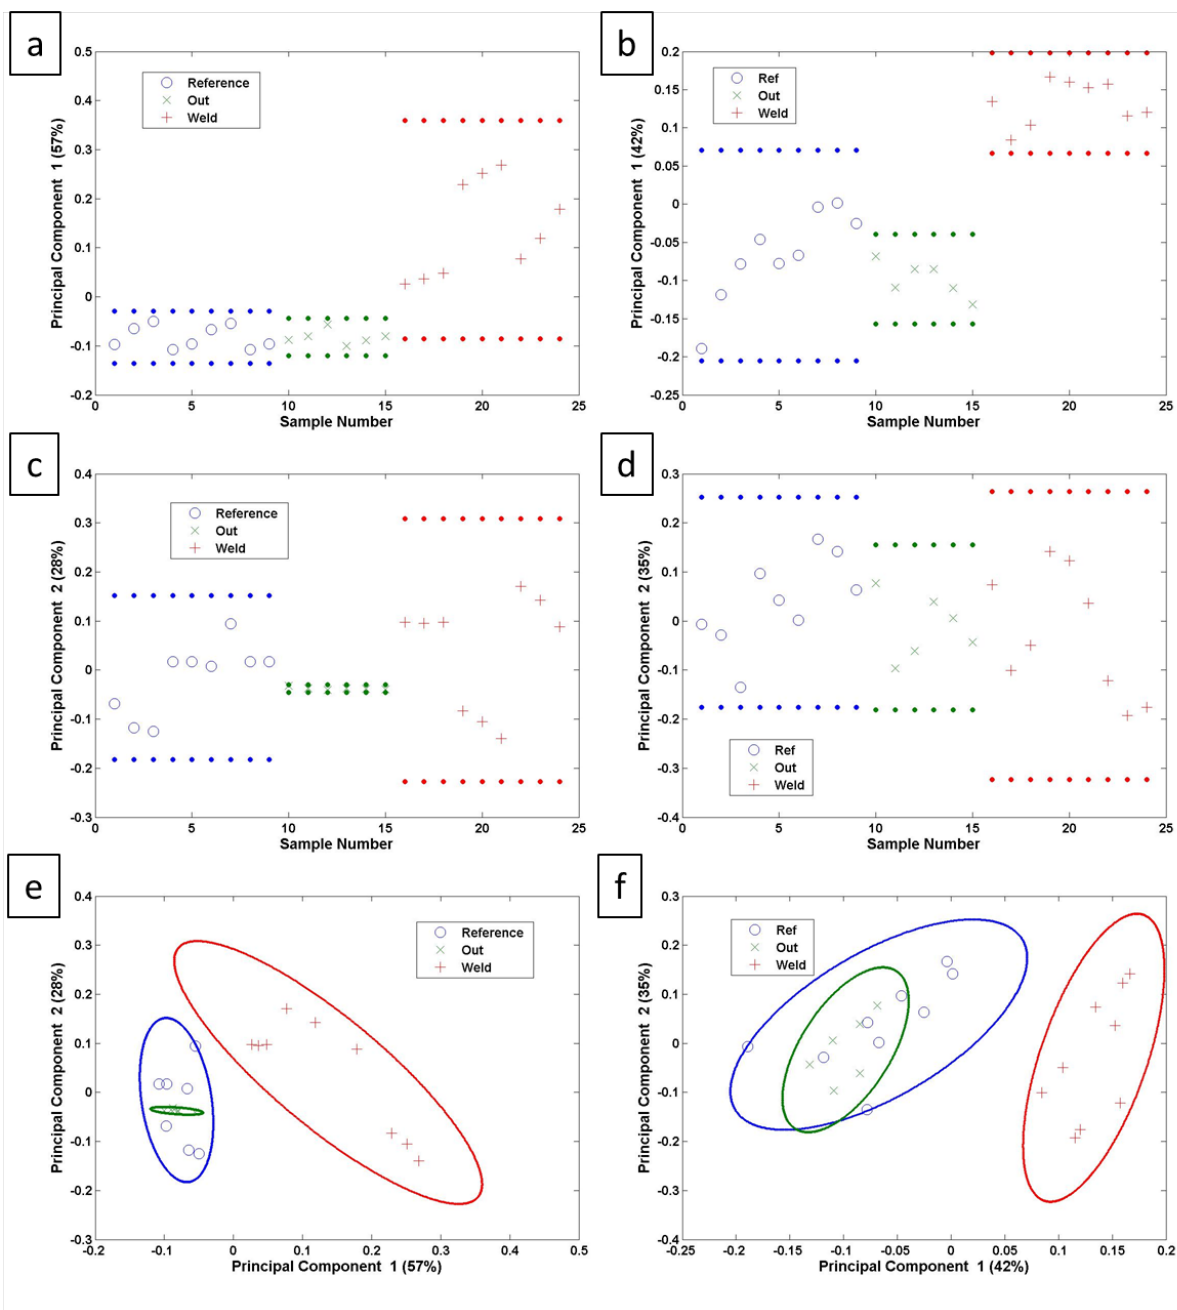 a
Principal Component 1 (57%)
0.5
0.4
0.3
0.2
0.1
0
-0.1
-0.2
Reference
Out
Weld
0 5 10 15 20 25
Sample Number
b
Principal Component 1 (42%)
0.2
0.15
0.1
0.05
0
-0.05
-0.1
-0.15
-0.2
-0.25
Ref
Out
Weld
0 5 10 15 20 25
Sample Number
c
Principal Component 2 (28%)
0.4
0.3
0.2
0.1
0
-0.1
-0.2
-0.3
Reference
Out
Weld
0 5 10 15 20 25
Sample Number
d
Principal Component 2 (35%)
0.3
0.2
0.1
0
-0.1
-0.2
-0.3
-0.4
Ref
Out
Weld
0 5 10 15 20 25
Sample Number
e
Principal Component 2 (28%)
0.4
0.3
0.2
0.1
0
-0.1
-0.2
-0.3
Reference
Out
Weld
-0.2 -0.1 0 0.1 0.2 0.3 0.4 0.5
Principal Component 1 (57%)
f
Principal Component 2 (35%)
0.3
0.2
0.1
0
-0.1
-0.2
-0.3
-0.4
Ref
Out
Weld
-0.25 -0.2 -0.15 -0.1 -0.05 0 0.05 0.1 0.15 0.2
Principal Component 1 (42%)